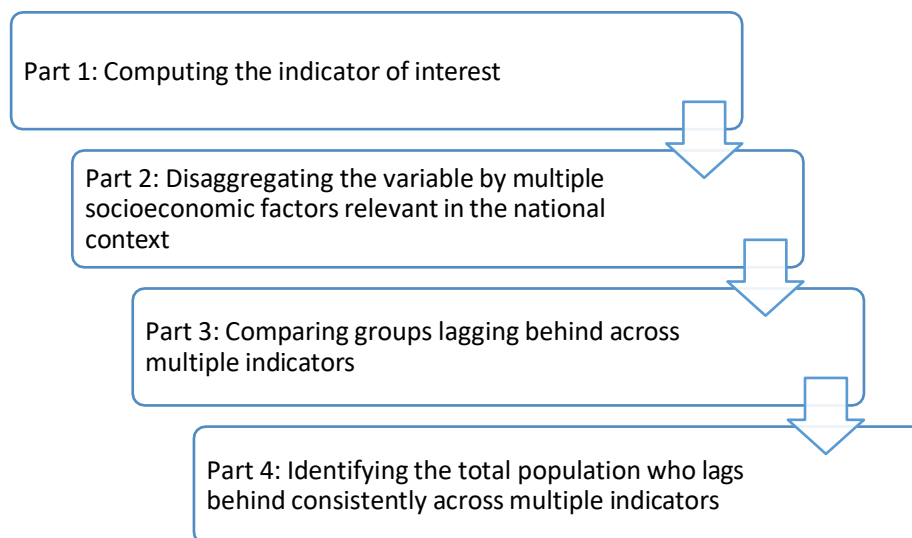 Part 1: Computing the indicator of interest
Part 2: Disaggregating the variable by multiple
socioeconomic factors relevant in the national
context
Part 3: Comparing groups lagging behind across
multiple indicators
Part 4: Identifying the total population who lags
behind consistently across multiple indicators